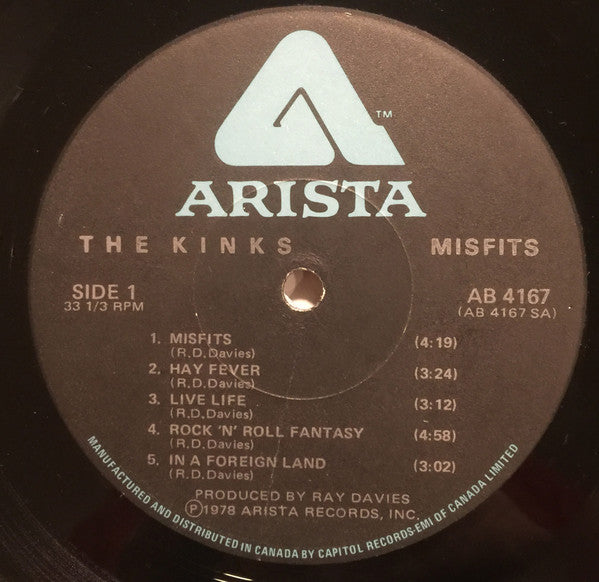 TM
ARISTA
THE KINKS MISFITS
SIDE 1 AB 4167
33 1/3 RPM (AB 4167 SA)
1. MISFITS (4:19)
(R.D.Davies)
2. HAY FEVER (3:24)
(R.D.Davies)
3. LIVE LIFE (3:12)
(R.D.Davies)
4. ROCK 'N' ROLL FANTASY (4:58)
(R.D.Davies)
5. IN A FOREIGN LAND (3:02)
(R.D.Davies)
PRODUCED BY RAY DAVIES
Ⓟ1978 ARISTA RECORDS, INC.
MANUFACTURED AND DISTRIBUTED IN CANADA BY CAPITOL RECORDS-EMI OF CANADA LIMITED